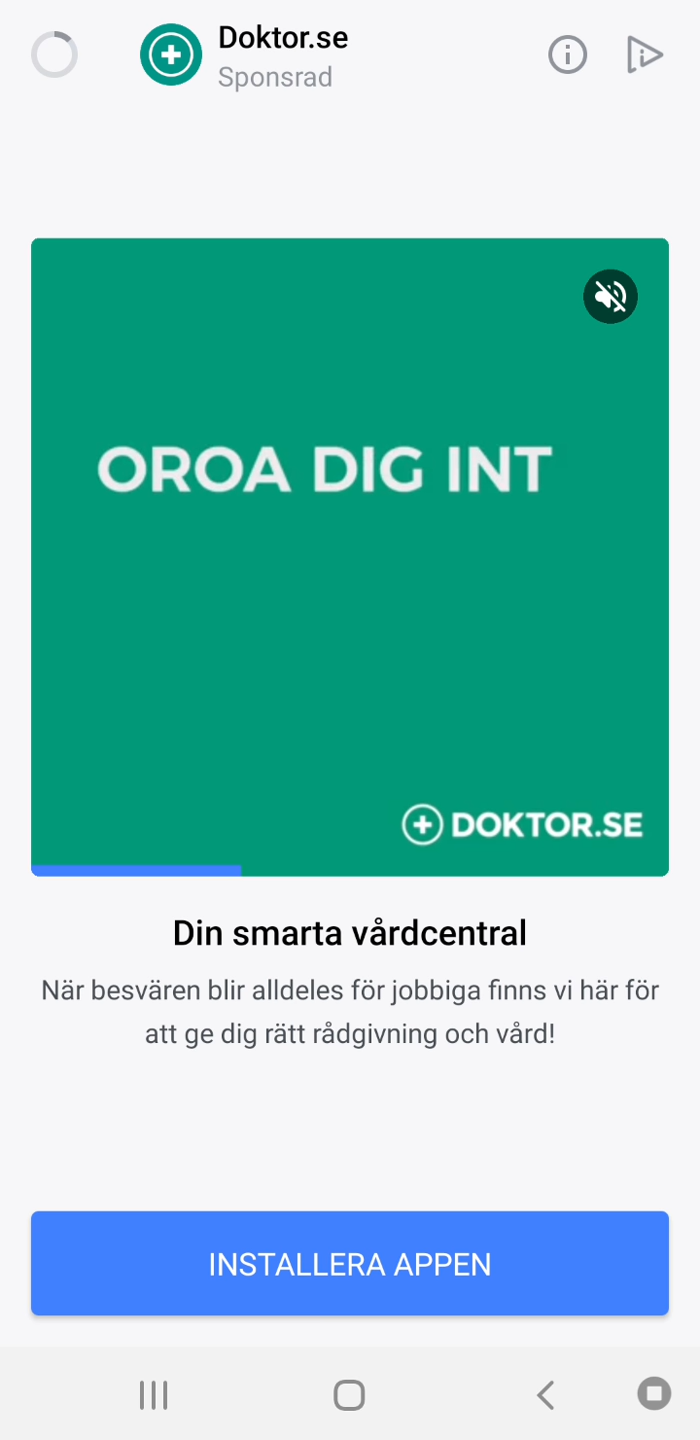 Doktor.se
Sponsrad
OROA DIG INT
DOKTOR.SE
Din smarta vårdcentral
När besvären blir alldeles för jobbiga finns vi här för
att ge dig rätt rådgivning och vård!
INSTALLERA APPEN